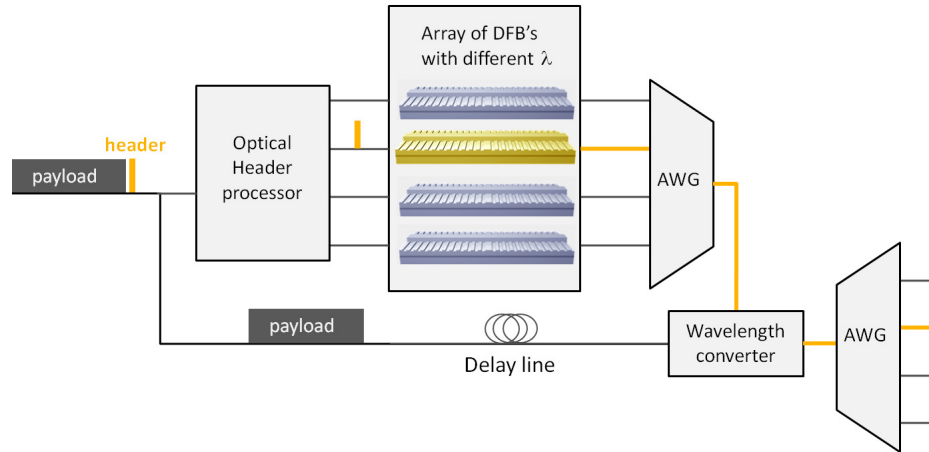 Array of DFB's
with different λ
header
payload
Optical
Header
processor
AWG
payload
Delay line
Wavelength
converter
AWG